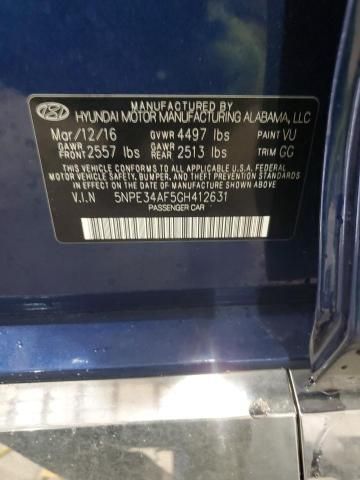 MANUFACTURED BY
HYUNDAI MOTOR MANUFACTURING ALABAMA, LLC
Mar/12/16 GVWR 4497 lbs PAINT VU
GAWR FRONT 2557 lbs GAWR REAR 2513 lbs TRIM GG
THIS VEHICLE CONFORMS TO ALL APPLICABLE U.S.A. FEDERAL
MOTOR VEHICLE SAFETY, BUMPER, AND THEFT PREVENTION STANDARDS
IN EFFECT ON THE DATE OF MANUFACTURE SHOWN ABOVE.
V.I.N 5NPE34AF5GH412631
PASSENGER CAR